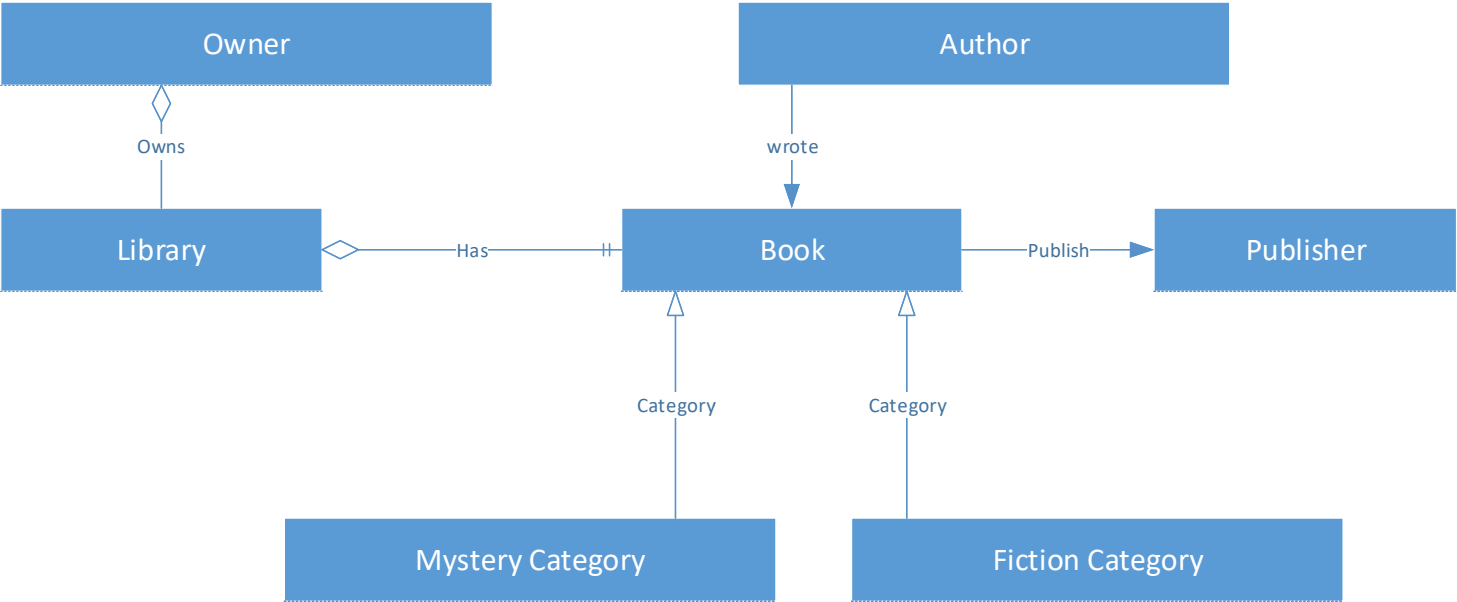 Owner
Author
Owns
wrote
Library
Has
Book
Publish
Publisher
Category
Category
Mystery Category
Fiction Category